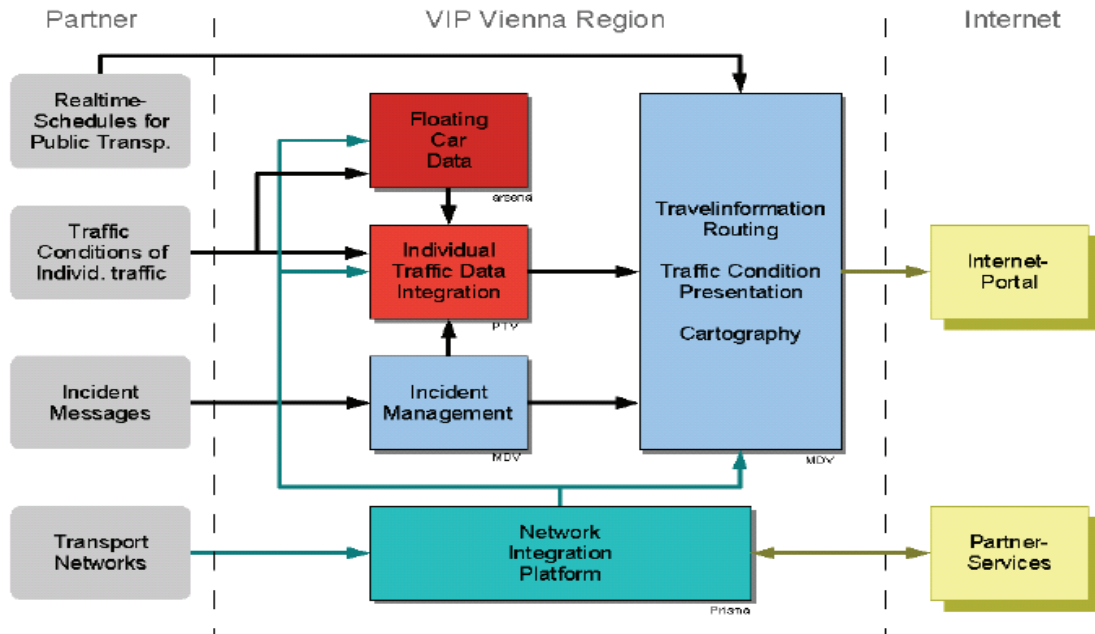 Partner
VIP Vienna Region
Internet
Realtime-
Schedules for
Public Transp.
Floating
Car
Data
arsenal
Traffic
Conditions of
Individ. traffic
Individual
Traffic Data
Integration
PTV
Travelinformation
Routing
Traffic Condition
Presentation
Cartography
Internet-
Portal
Incident
Messages
Incident
Management
MDV
MDV
Transport
Networks
Network
Integration
Platform
Prisma
Partner-
Services